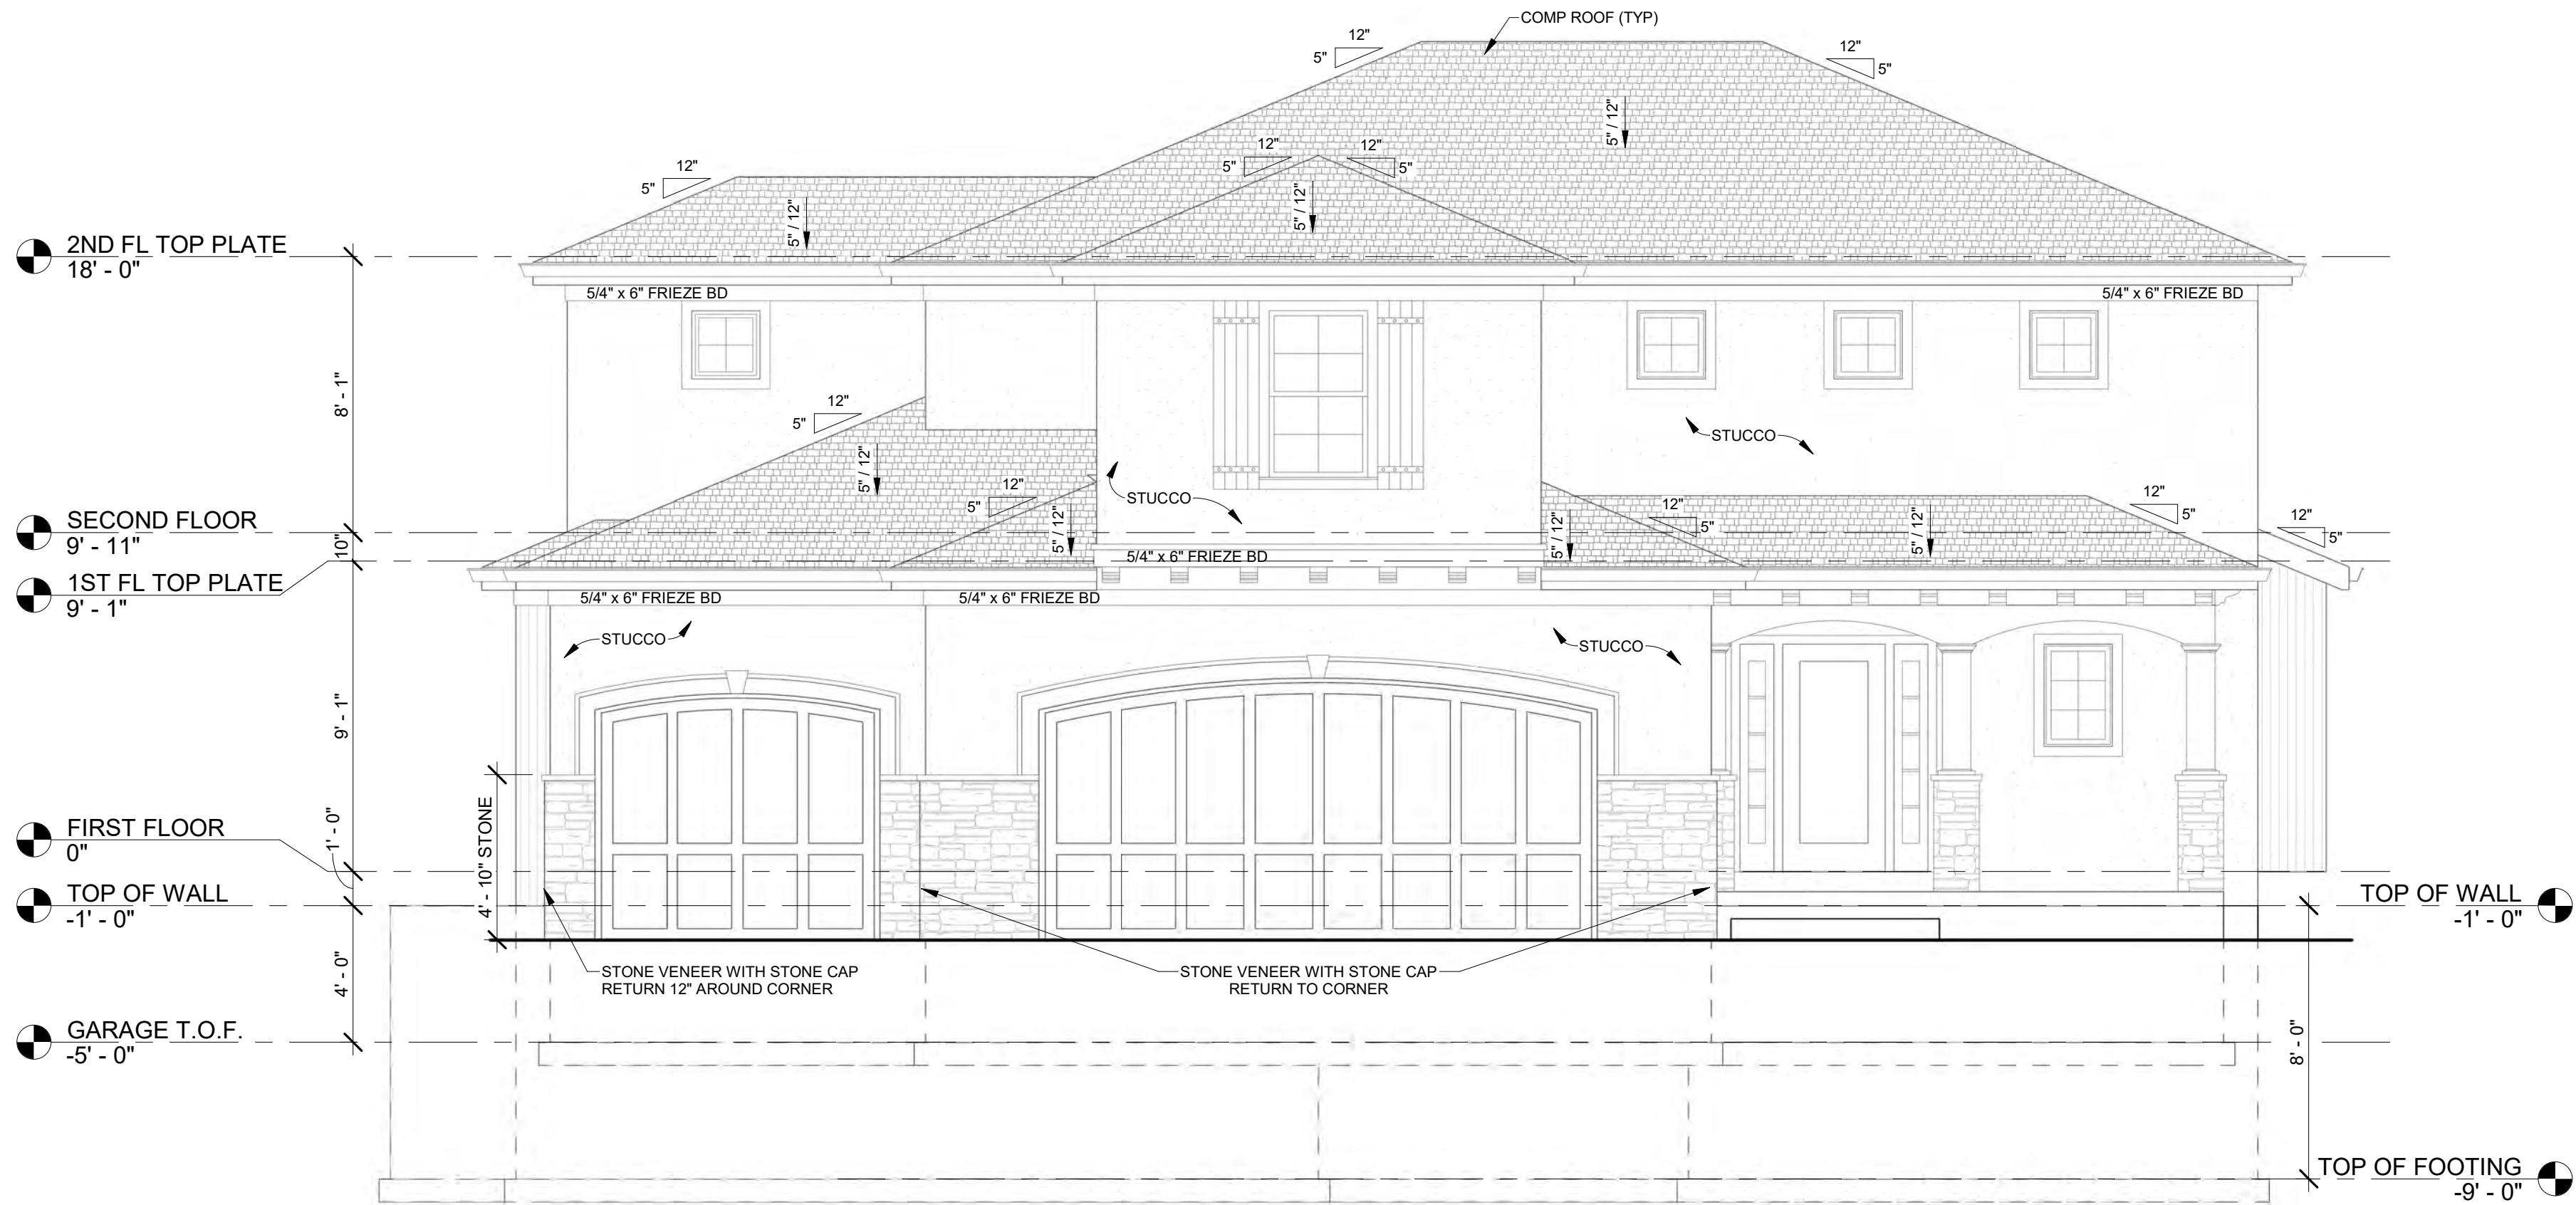 COMP ROOF (TYP)
12"
5"
12"
5"
5" / 12"
12"
5"
12"
5"
5" / 12"
12"
5"
5" / 12"
2ND FL TOP PLATE
18' - 0"
5/4" x 6" FRIEZE BD
5/4" x 6" FRIEZE BD
8' - 1"
12"
5"
5" / 12"
STUCCO
STUCCO
12"
5"
5" / 12"
12"
5"
5" / 12"
12"
5"
5" / 12"
12"
5"
SECOND FLOOR
9' - 11"
10"
5/4" x 6" FRIEZE BD
1ST FL TOP PLATE
9' - 1"
5/4" x 6" FRIEZE BD
5/4" x 6" FRIEZE BD
STUCCO
STUCCO
9' - 1"
4' - 10" STONE
FIRST FLOOR
0"
1' - 0"
TOP OF WALL
-1' - 0"
TOP OF WALL
-1' - 0"
STONE VENEER WITH STONE CAP
RETURN 12" AROUND CORNER
STONE VENEER WITH STONE CAP
RETURN TO CORNER
4' - 0"
GARAGE T.O.F.
-5' - 0"
8' - 0"
TOP OF FOOTING
-9' - 0"